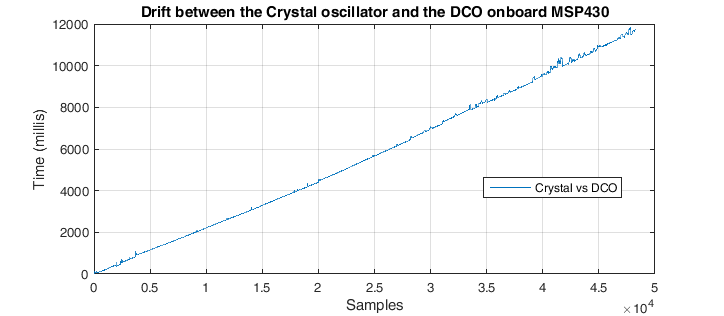 Drift between the Crystal oscillator and the DCO onboard MSP430
Time (millis)
12000
10000
8000
6000
4000
2000
0
Crystal vs DCO
0 0.5 1 1.5 2 2.5 3 3.5 4 4.5 5
Samples
×10⁴